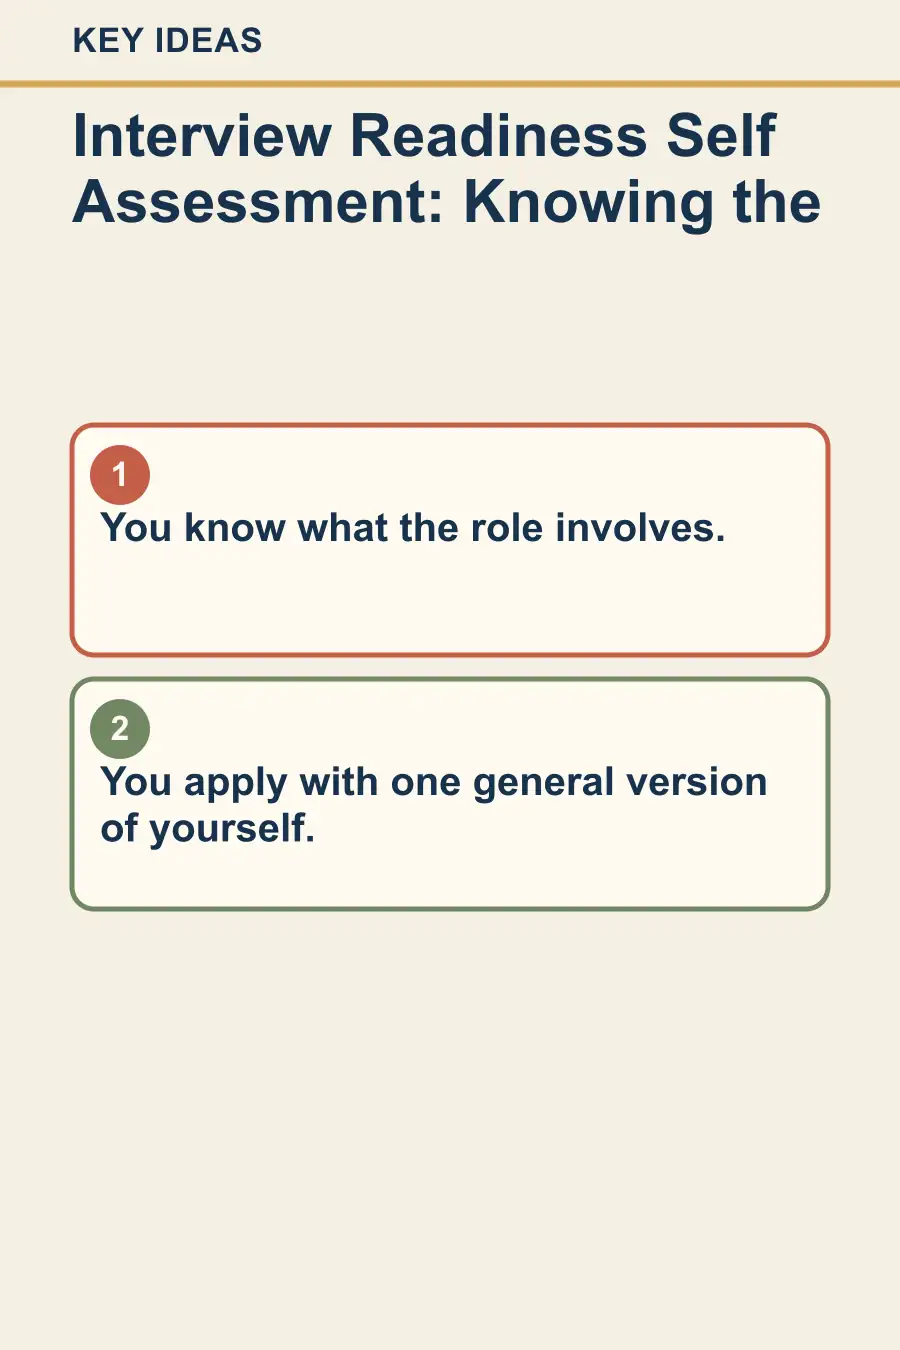 KEY IDEAS
Interview Readiness Self
Assessment: Knowing the
1
You know what the role involves.
2
You apply with one general version
of yourself.